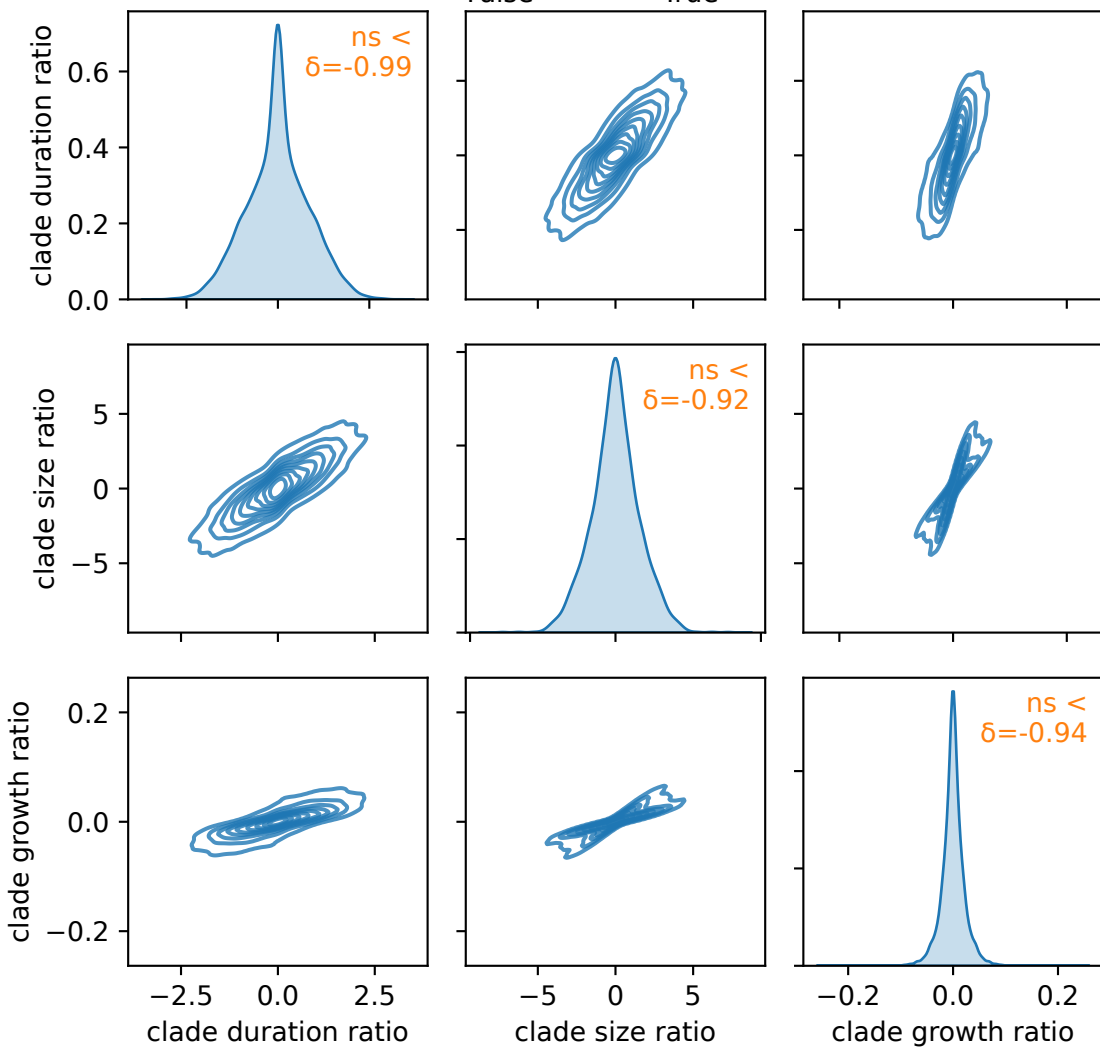 clade duration ratio
0.6
0.4
0.2
0.0
ns <
δ=-0.99
clade size ratio
5
0
−5
ns <
δ=-0.92
clade growth ratio
0.2
0.0
−0.2
ns <
δ=-0.94
−2.5 0.0 2.5
−5 0 5
−0.2 0.0 0.2
clade duration ratio
clade size ratio
clade growth ratio